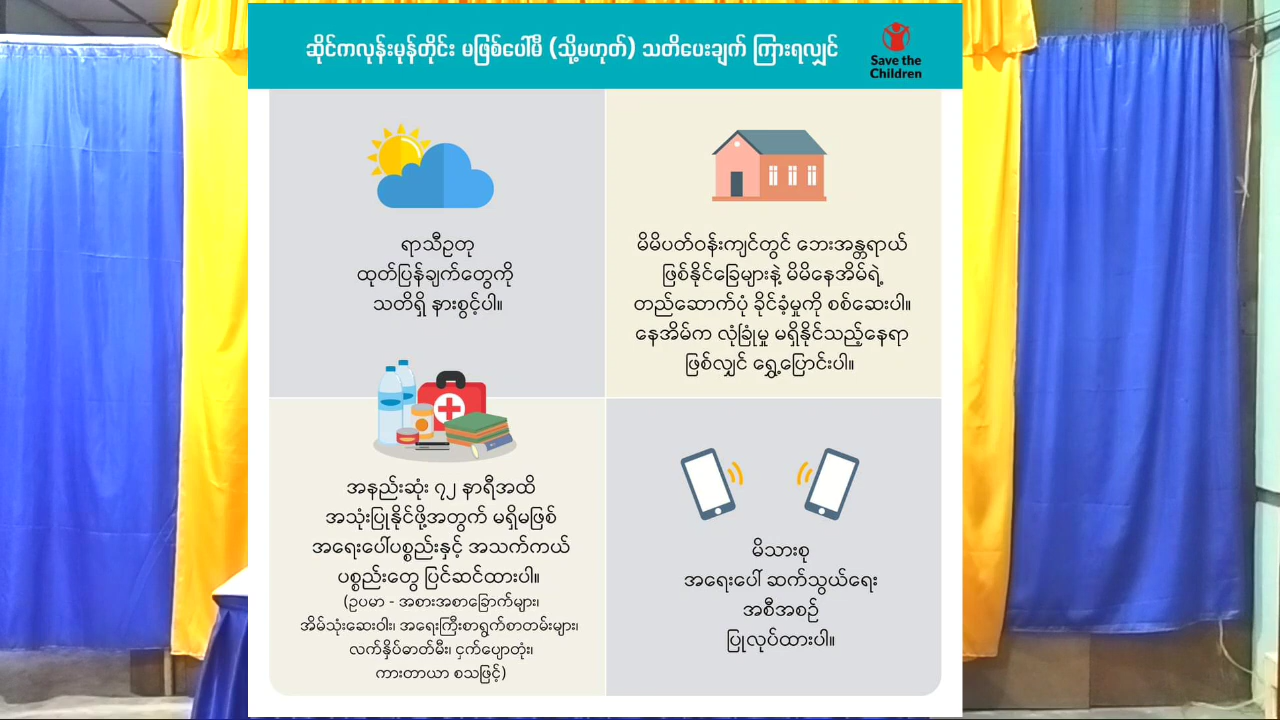 ဆိုင်ကလုန်းမုန်တိုင်း မဖြစ်ပေါ်မီ (သို့မဟုတ်) သတိပေးချက် ကြားရလျှင်
Save the
Children
ရာသီဥတု
ထုတ်ပြန်ချက်တွေကို
သတိရှိ နားစွင့်ပါ။
မိမိပတ်ဝန်းကျင်တွင် ဘေးအန္တရာယ်
ဖြစ်နိုင်ခြေများနဲ့ မိမိနေအိမ်ရဲ့
တည်ဆောက်ပုံ ခိုင်ခံ့မှုကို စစ်ဆေးပါ။
နေအိမ်က လုံခြုံမှု မရှိနိုင်သည့်နေရာ
ဖြစ်လျှင် ရွှေ့ပြောင်းပါ။
အနည်းဆုံး ၇၂ နာရီအထိ
အသုံးပြုနိုင်ဖို့အတွက် မရှိမဖြစ်
အရေးပေါ်ပစ္စည်းနှင့် အသက်ကယ်
ပစ္စည်းတွေ ပြင်ဆင်ထားပါ။
(ဥပမာ - အစားအစာခြောက်များ၊
အိမ်သုံးဆေးဝါး၊ အရေးကြီးစာရွက်စာတမ်းများ၊
လက်နှိပ်ဓာတ်မီး၊ ငှက်ပျောတုံး၊
ကားတာယာ စသဖြင့်)
မိသားစု
အရေးပေါ် ဆက်သွယ်ရေး
အစီအစဉ်
ပြုလုပ်ထားပါ။